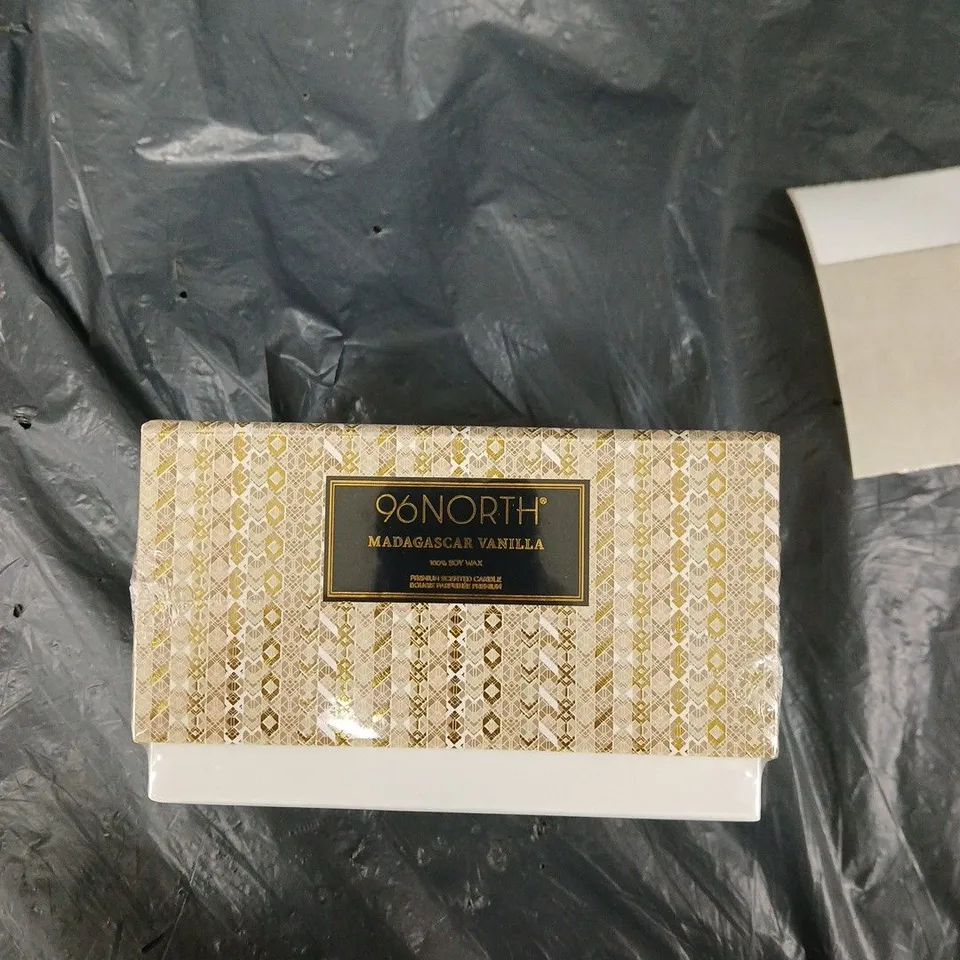 96NORTH®
MADAGASCAR VANILLA
100% SOY WAX
PREMIUM SCENTED CANDLE
BOUGIE PARFUMÉE PREMIUM